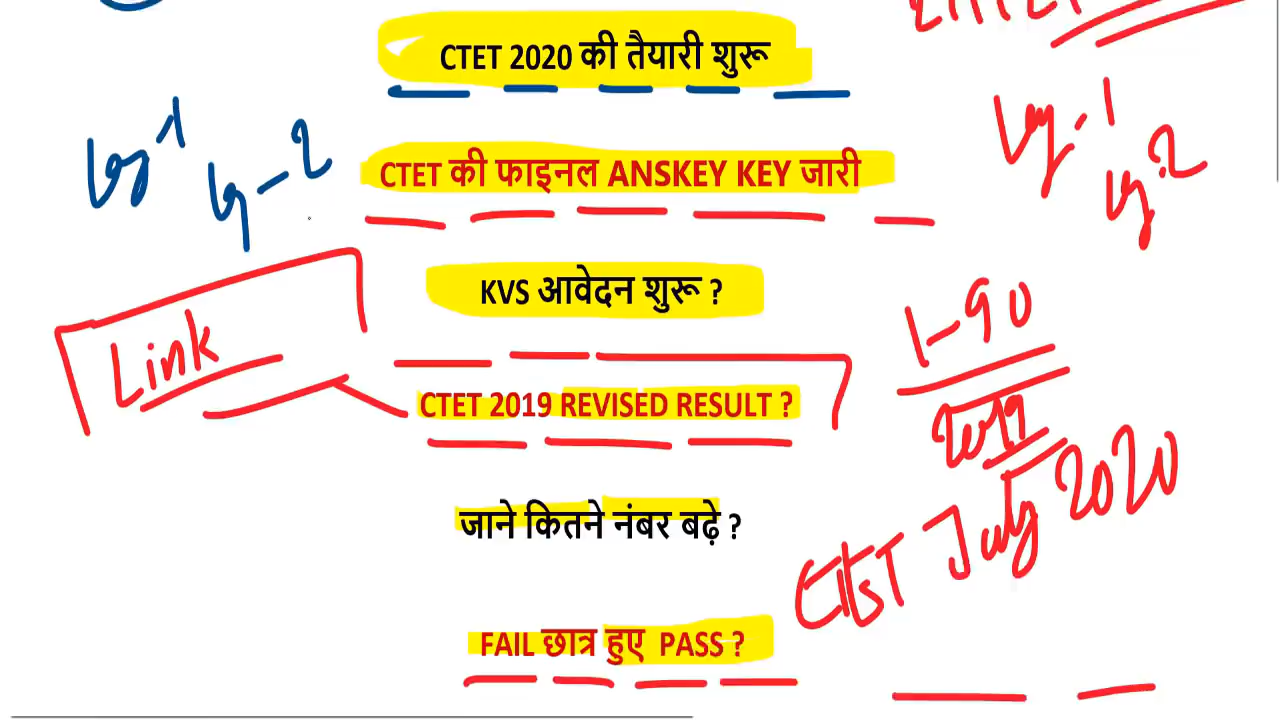 CTET 2020 की तैयारी शुरू
CTET की फाइनल ANSKEY KEY जारी
KVS आवेदन शुरू ?
Link
1-90
CTET 2019 REVISED RESULT ?
2019
जाने कितने नंबर बढ़े ?
July 2020
FAIL छात्र हुए PASS ?